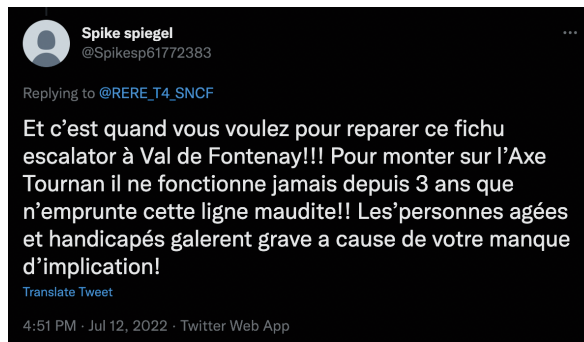 Spike spiegel
@Spikesp61772383
Replying to @RERE_T4_SNCF
Et c’est quand vous voulez pour reparer ce fichu
escalator à Val de Fontenay!!! Pour monter sur l’Axe
Tournan il ne fonctionne jamais depuis 3 ans que
n’emprunte cette ligne maudite!! Les’personnes agées
et handicapés galerent grave a cause de votre manque
d’implication!
Translate Tweet
4:51 PM · Jul 12, 2022 · Twitter Web App